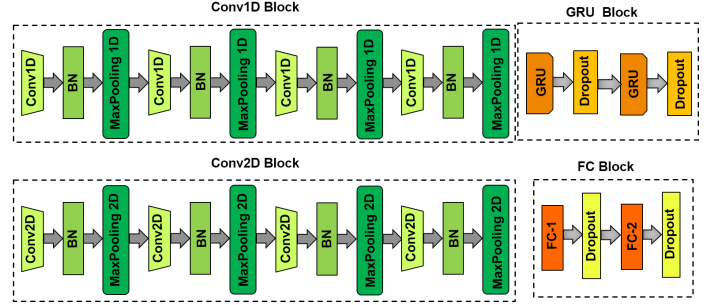 Conv1D Block
GRU Block
Conv1D
BN
MaxPooling 1D
Conv1D
BN
MaxPooling 1D
Conv1D
BN
MaxPooling 1D
Conv1D
BN
MaxPooling 1D
GRU
Dropout
GRU
Dropout
Conv2D Block
FC Block
Conv2D
BN
MaxPooling 2D
Conv2D
BN
MaxPooling 2D
Conv2D
BN
MaxPooling 2D
Conv2D
BN
MaxPooling 2D
FC-1
Dropout
FC-2
Dropout